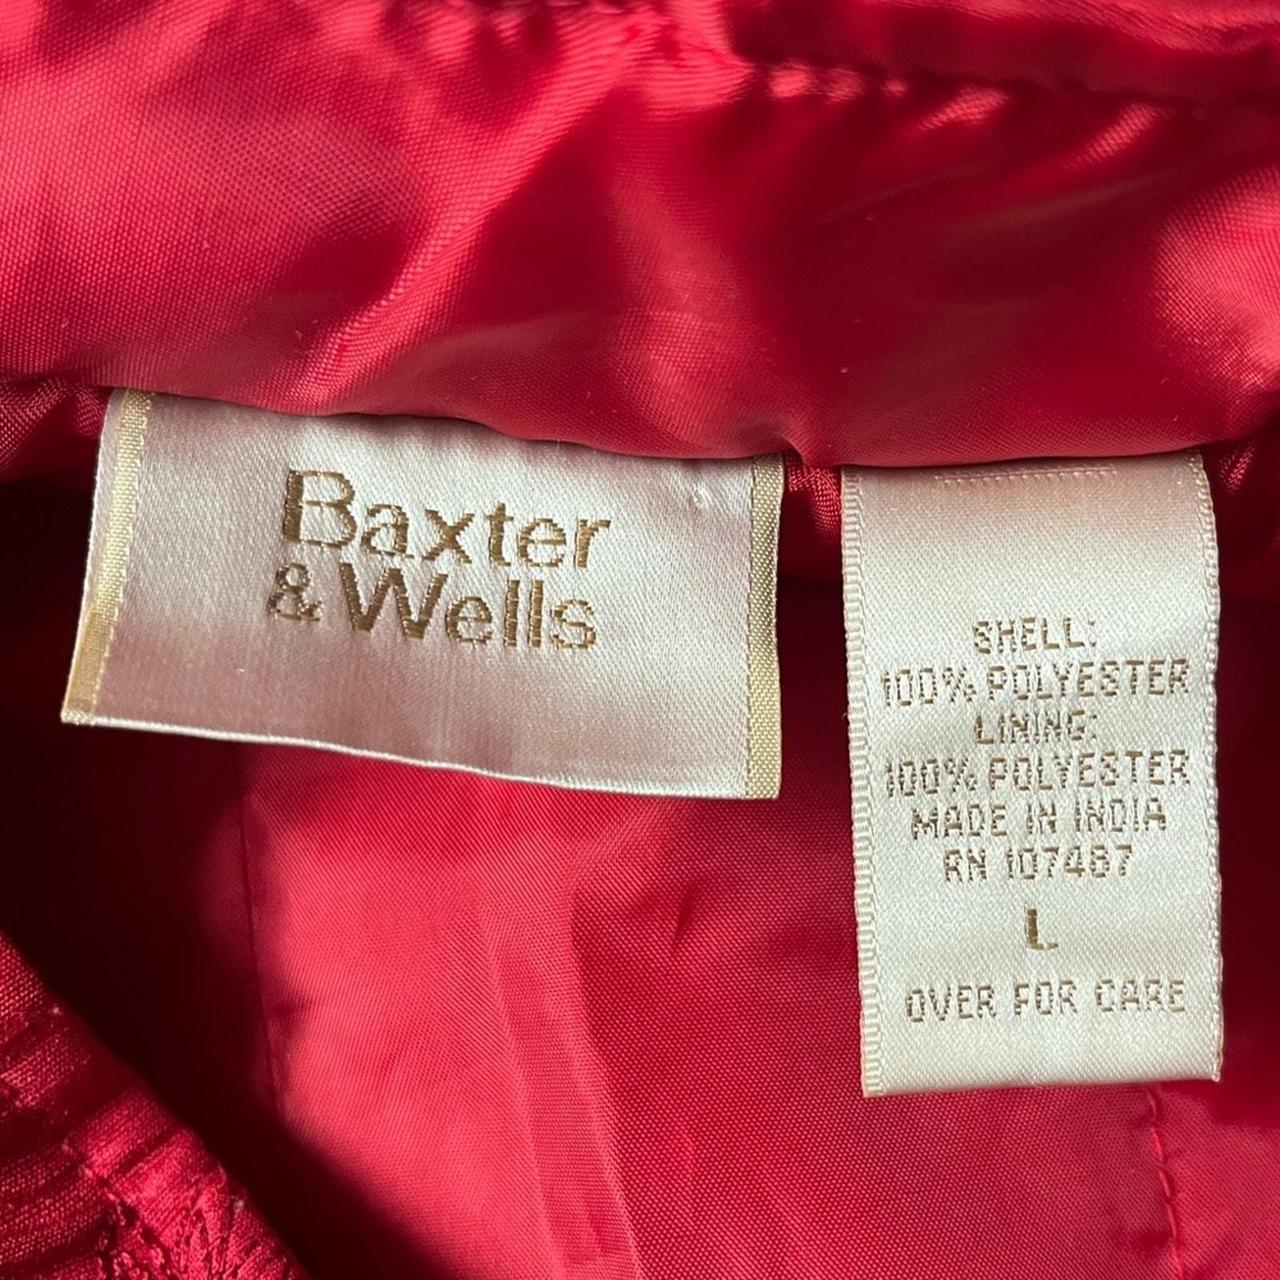 Baxter
& Wells
SHELL:
100% POLYESTER
LINING:
100% POLYESTER
MADE IN INDIA
RN 107487
L
OVER FOR CARE